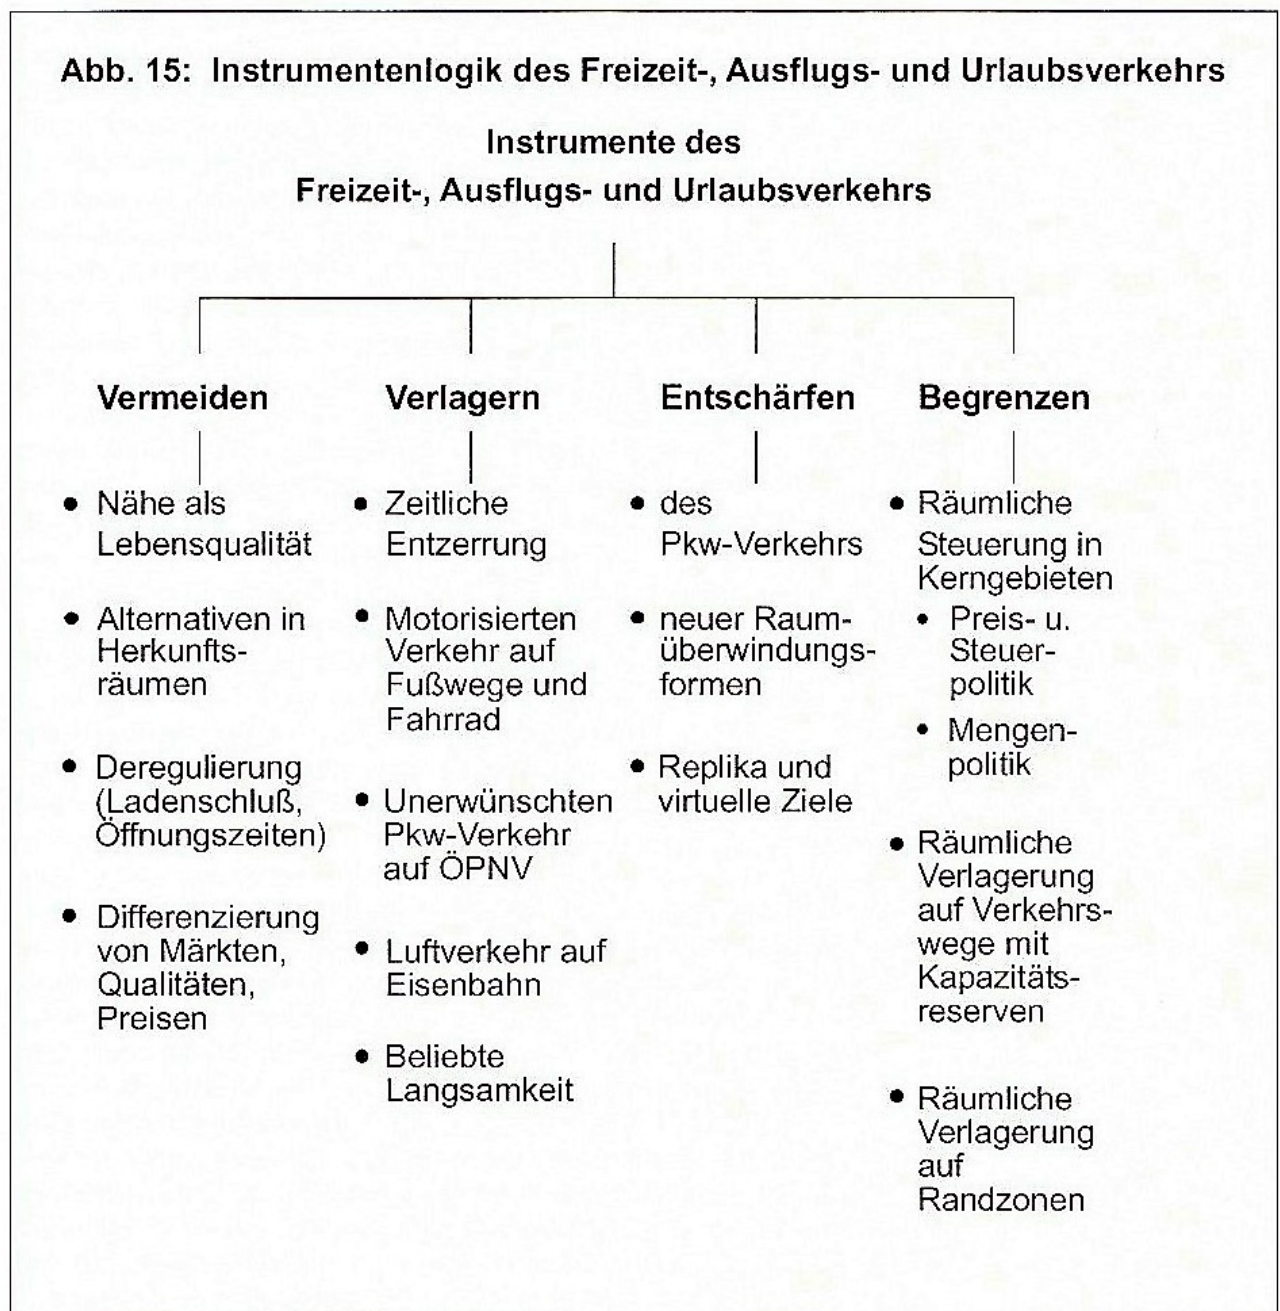 Abb. 15: Instrumentenlogik des Freizeit-, Ausflugs- und Urlaubsverkehrs
Instrumente des
Freizeit-, Ausflugs- und Urlaubsverkehrs
Vermeiden
• Nähe als
Lebensqualität
• Alternativen in
Herkunfts-
räumen
• Deregulierung
(Ladenschluß,
Öffnungszeiten)
• Differenzierung
von Märkten,
Qualitäten,
Preisen
Verlagern
• Zeitliche
Entzerrung
• Motorisierten
Verkehr auf
Fußwege und
Fahrrad
• Unerwünschten
Pkw-Verkehr
auf ÖPNV
• Luftverkehr auf
Eisenbahn
• Beliebte
Langsamkeit
Entschärfen
• des
Pkw-Verkehrs
• neuer Raum-
überwindungs-
formen
• Replika und
virtuelle Ziele
Begrenzen
• Räumliche
Steuerung in
Kerngebieten
• Preis- u.
Steuer-
politik
• Mengen-
politik
• Räumliche
Verlagerung
auf Verkehrs-
wege mit
Kapazitäts-
reserven
• Räumliche
Verlagerung
auf
Randzonen